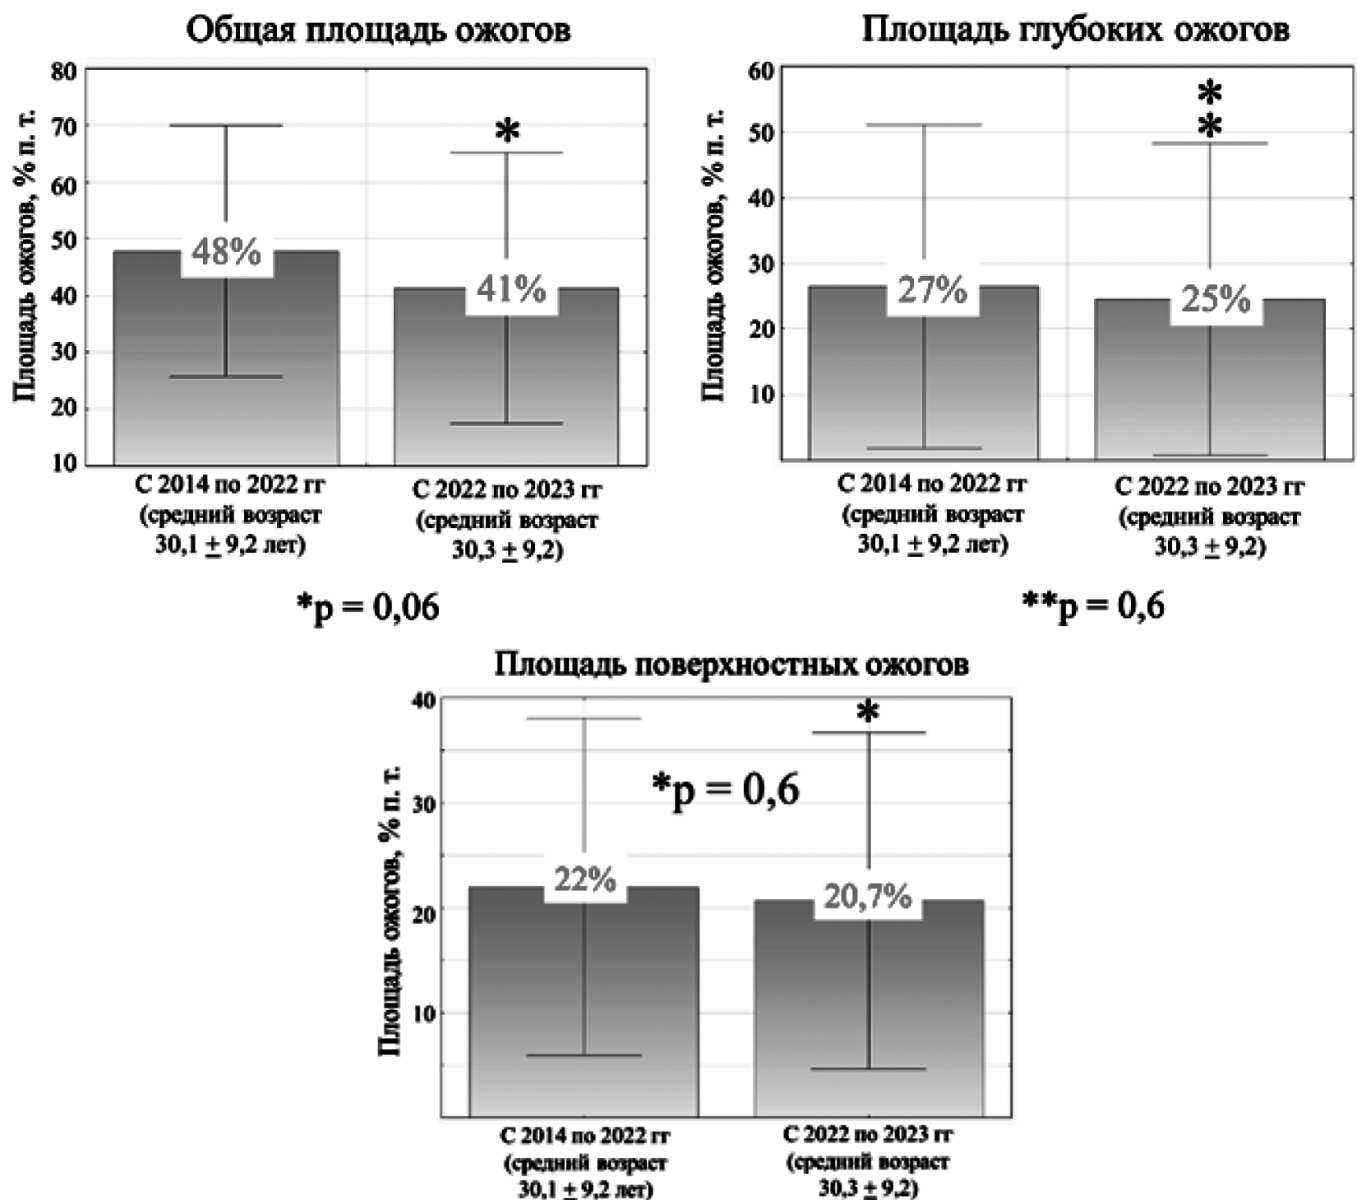 Общая площадь ожогов
Площадь ожогов, % п. т.
80
70
60
50
40
30
20
10
*
48%
41%
С 2014 по 2022 гг
(средний возраст
30,1 ± 9,2 лет)
С 2022 по 2023 гг
(средний возраст
30,3 ± 9,2)
*p = 0,06
Площадь глубоких ожогов
Площадь ожогов, % п. т.
60
50
40
30
20
10
*
*
27%
25%
С 2014 по 2022 гг
(средний возраст
30,1 ± 9,2 лет)
С 2022 по 2023 гг
(средний возраст
30,3 ± 9,2)
**p = 0,6
Площадь поверхностных ожогов
Площадь ожогов, % п. т.
40
30
20
10
*
*p = 0,6
22%
20,7%
С 2014 по 2022 гг
(средний возраст
30,1 ± 9,2 лет)
С 2022 по 2023 гг
(средний возраст
30,3 ± 9,2)